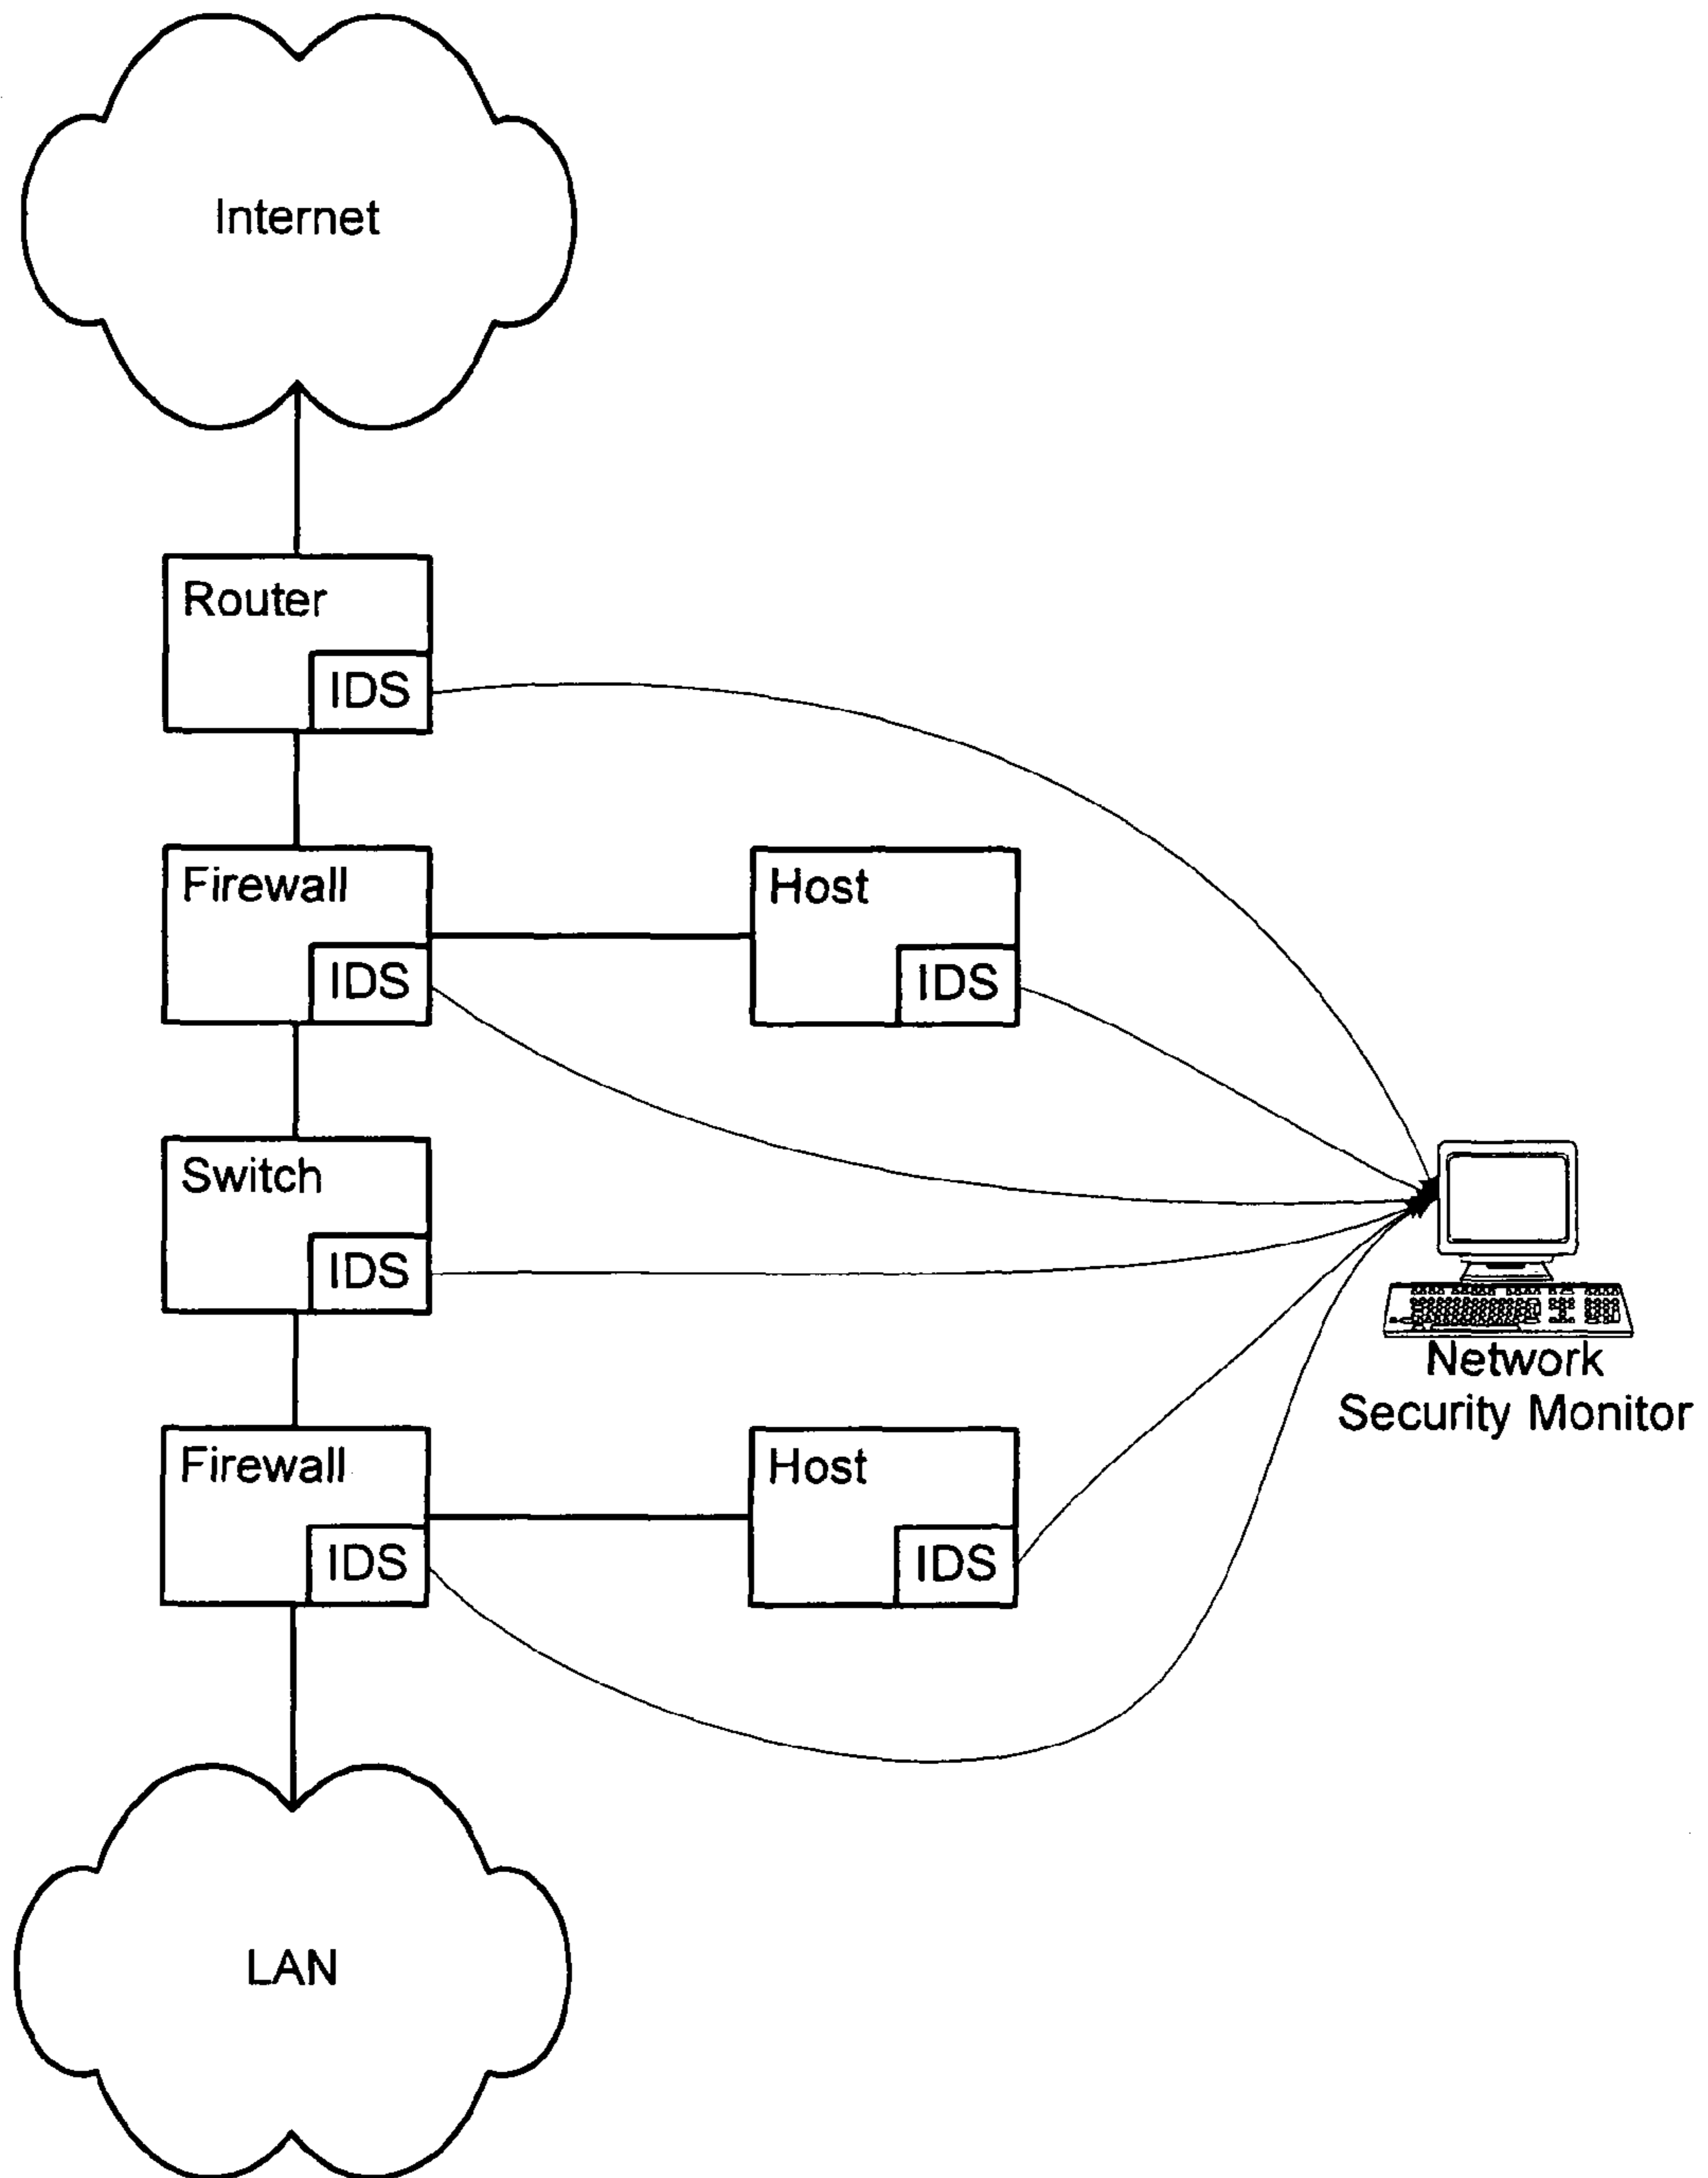 Internet
Router
IDS
Firewall
IDS
Host
IDS
Switch
IDS
Network
Security Monitor
Firewall
IDS
Host
IDS
LAN